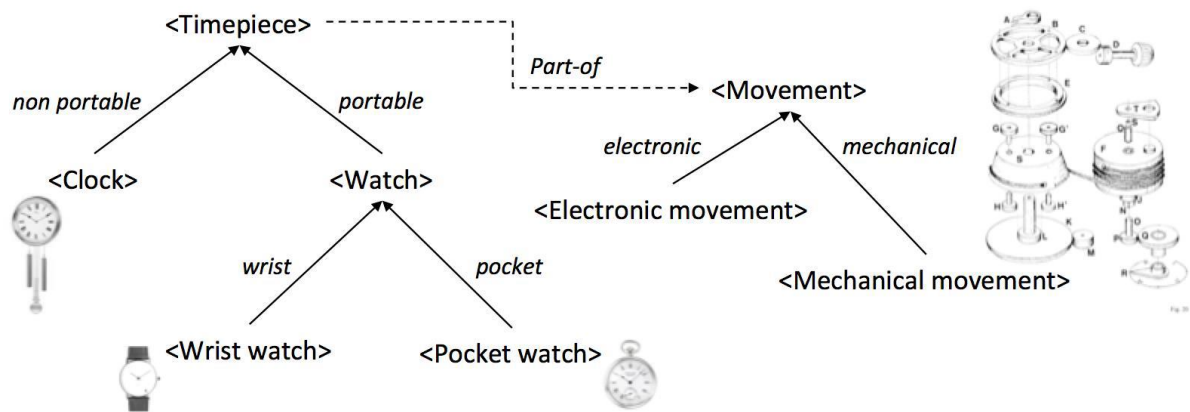 <Timepiece>
Part-of
<Movement>
non portable
portable
electronic
mechanical
<Clock>
<Watch>
<Electronic movement>
wrist
pocket
<Mechanical movement>
<Wrist watch>
<Pocket watch>
A
B
C
D
E
T
S
Q
G
G'
F
S
H
H'
N
K
O
L
P
Q
M
R